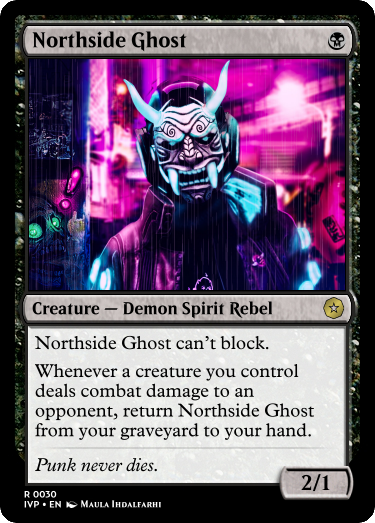 Northside Ghost
Creature — Demon Spirit Rebel
Northside Ghost can't block.
Whenever a creature you control
deals combat damage to an
opponent, return Northside Ghost
from your graveyard to your hand.
Punk never dies.
2/1
R 0030
IVP • EN Maula Ihdalfarhi